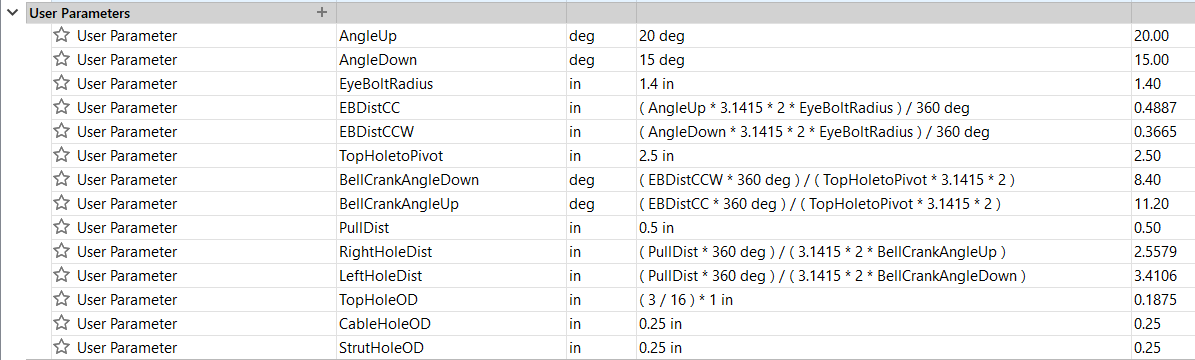 User Parameters +
User Parameter AngleUp deg 20 deg 20.00
User Parameter AngleDown deg 15 deg 15.00
User Parameter EyeBoltRadius in 1.4 in 1.40
User Parameter EBDistCC in ( AngleUp * 3.1415 * 2 * EyeBoltRadius ) / 360 deg 0.4887
User Parameter EBDistCCW in ( AngleDown * 3.1415 * 2 * EyeBoltRadius ) / 360 deg 0.3665
User Parameter TopHoletoPivot in 2.5 in 2.50
User Parameter BellCrankAngleDown deg ( EBDistCCW * 360 deg ) / ( TopHoletoPivot * 3.1415 * 2 ) 8.40
User Parameter BellCrankAngleUp deg ( EBDistCC * 360 deg ) / ( TopHoletoPivot * 3.1415 * 2 ) 11.20
User Parameter PullDist in 0.5 in 0.50
User Parameter RightHoleDist in ( PullDist * 360 deg ) / ( 3.1415 * 2 * BellCrankAngleUp ) 2.5579
User Parameter LeftHoleDist in ( PullDist * 360 deg ) / ( 3.1415 * 2 * BellCrankAngleDown ) 3.4106
User Parameter TopHoleOD in ( 3 / 16 ) * 1 in 0.1875
User Parameter CableHoleOD in 0.25 in 0.25
User Parameter StrutHoleOD in 0.25 in 0.25